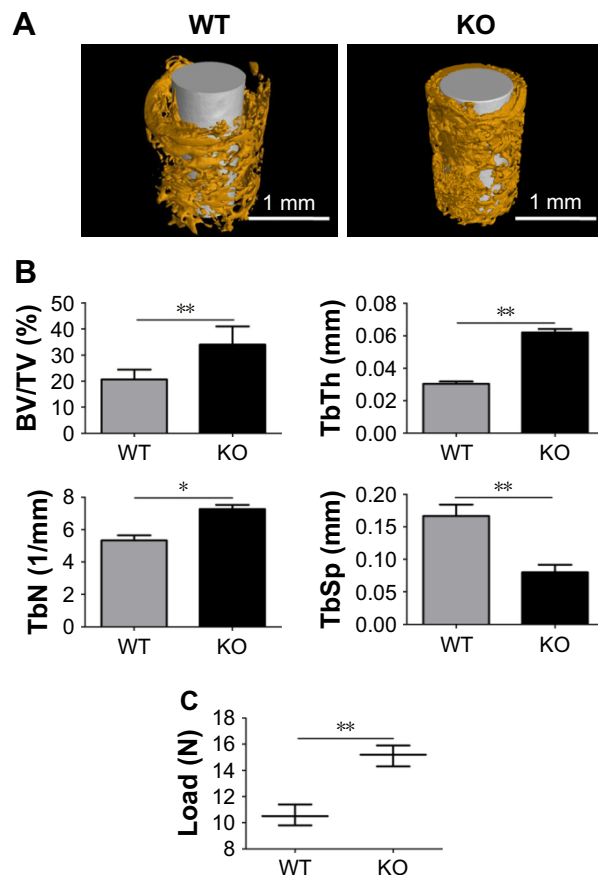 A
WT
KO
1 mm
1 mm
B
BV/TV (%)
50
40
30
20
10
0
**
WT
KO
TbTh (mm)
0.08
0.06
0.04
0.02
0.00
**
WT
KO
TbN (1/mm)
8
6
4
2
0
*
WT
KO
TbSp (mm)
0.20
0.15
0.10
0.05
0.00
**
WT
KO
C
Load (N)
18
16
14
12
10
8
**
WT
KO